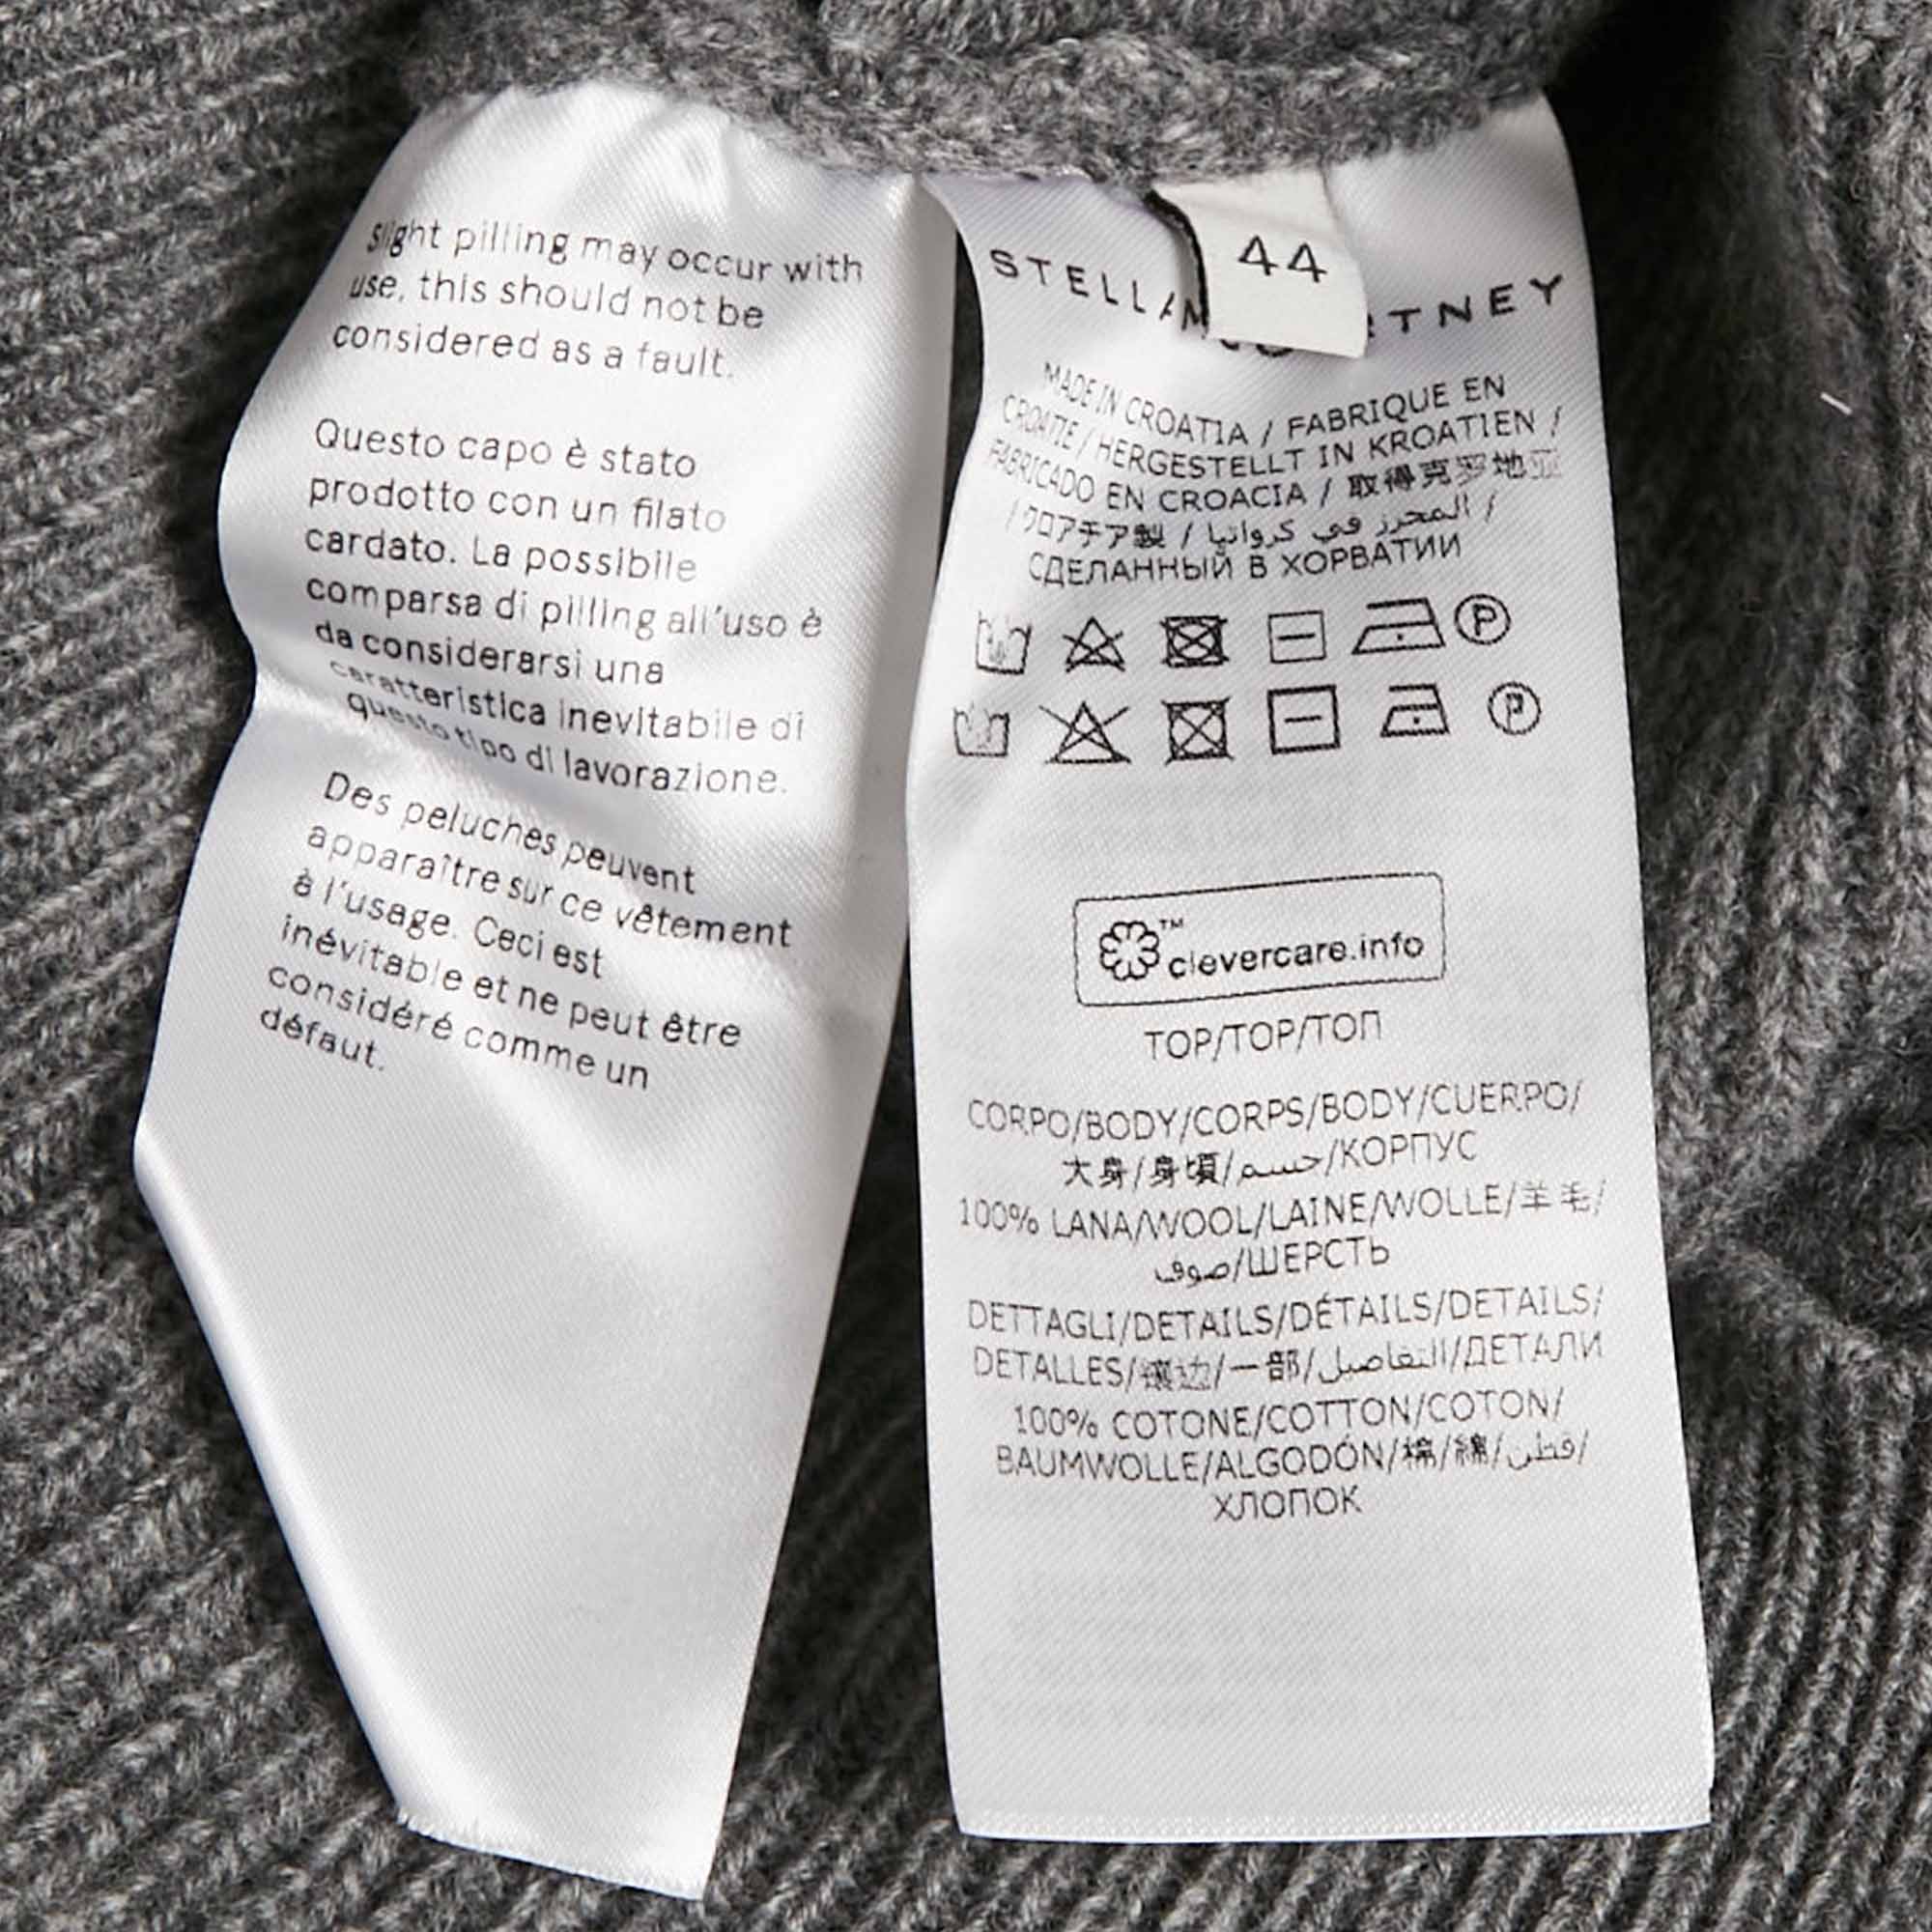 Slight pilling may occur with
use, this should not be
considered as a fault.
Questo capo è stato
prodotto con un filato
cardato. La possibile
comparsa di pilling all'uso è
da considerarsi una
caratteristica inevitabile di
questo tipo di lavorazione.
Des peluches peuvent
apparaître sur ce vêtement
à l'usage. Ceci est
inévitable et ne peut être
considéré comme un
défaut.
44
STELLA
MADE IN CROATIA / FABRIQUE EN
CROATIE / HERGESTELLT IN KROATIEN /
FABRICADO EN CROACIA / 取得克罗地亚
/ クロアチア製 / المحرز في كرواتيا /
СДЕЛАННЫЙ В ХОРВАТИИ
P
P
™
clevercare.info
TOP/TOP/ТОП
CORPO/BODY/CORPS/BODY/CUERPO/
大身/身頃/جسم/КОРПУС
100% LANA/WOOL/LAINE/WOLLE/羊毛/
صوف/ШЕРСТЬ
DETTAGLI/DETAILS/DÉTAILS/DETAILS/
DETALLES/镶边/一部/التفاصيل/ДЕТАЛИ
100% COTONE/COTTON/COTON/
BAUMWOLLE/ALGODÓN/棉/綿/قطن/
ХЛОПОК